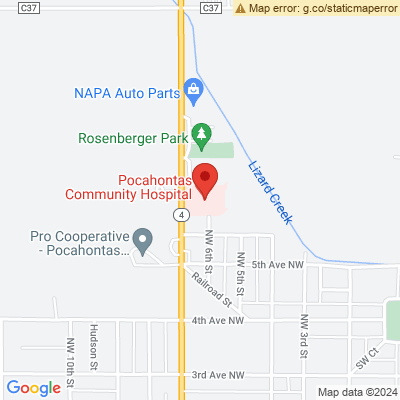 C37
C37
Map error: g.co/staticmaperror
NAPA Auto Parts
Rosenberger Park
Lizard Creek
Pocahontas
Community Hospital
4
Pro Cooperative
- Pocahontas...
NW 6th St
NW 5th St
5th Ave NW
Railroad St
4th Ave NW
Hudson St
NW 10th St
NW 3rd St
SW Ct
3rd Ave NW
Google
Map data ©2024